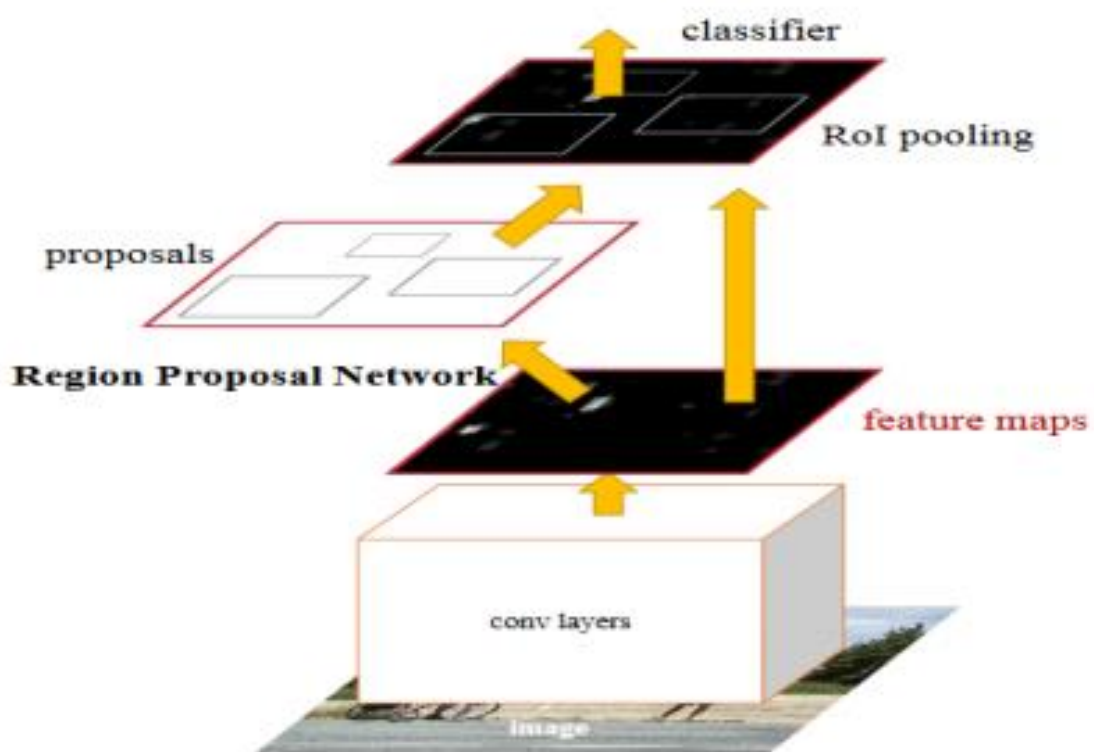 classifier
RoI pooling
proposals
Region Proposal Network
feature maps
conv layers
image